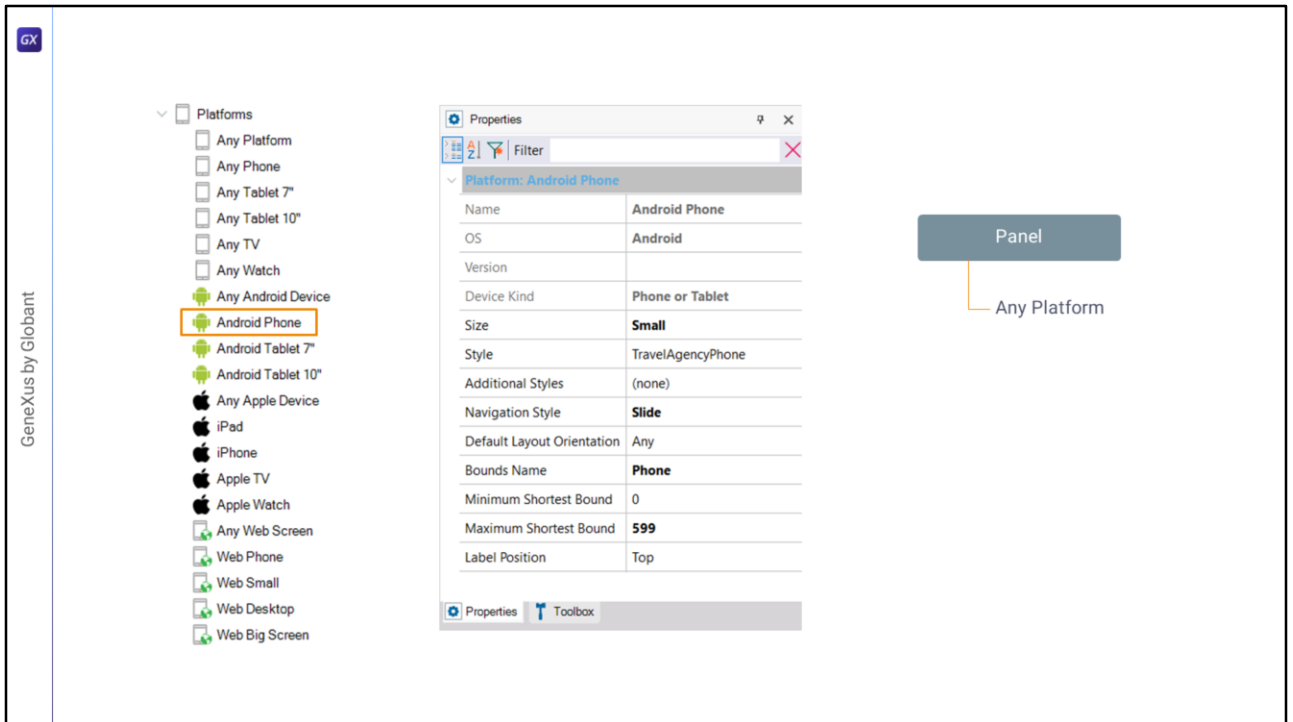 GX
GeneXus by Globant
Platforms
Any Platform
Any Phone
Any Tablet 7"
Any Tablet 10"
Any TV
Any Watch
Any Android Device
Android Phone
Android Tablet 7"
Android Tablet 10"
Any Apple Device
iPad
iPhone
Apple TV
Apple Watch
Any Web Screen
Web Phone
Web Small
Web Desktop
Web Big Screen
Properties
A Z Filter
Platform: Android Phone
Name Android Phone
OS Android
Version
Device Kind Phone or Tablet
Size Small
Style TravelAgencyPhone
Additional Styles (none)
Navigation Style Slide
Default Layout Orientation Any
Bounds Name Phone
Minimum Shortest Bound 0
Maximum Shortest Bound 599
Label Position Top
Properties Toolbox
Panel
Any Platform